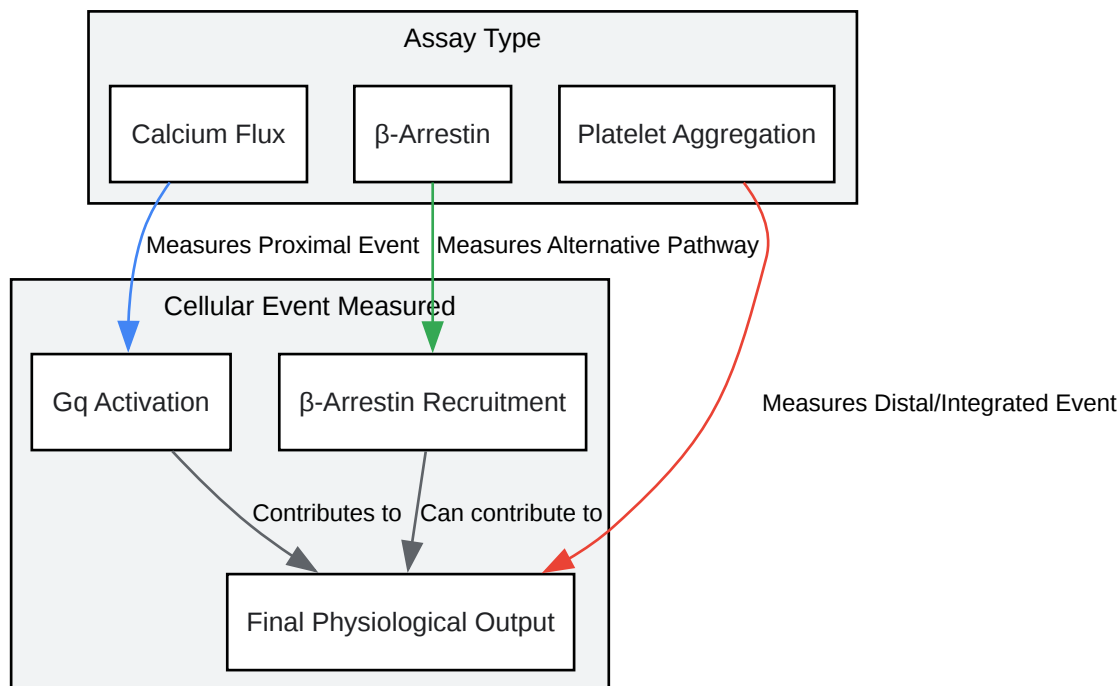 Assay Type
Calcium Flux
β-Arrestin
Platelet Aggregation
Measures Proximal Event
Measures Alternative Pathway
Cellular Event Measured
Gq Activation
β-Arrestin Recruitment
Measures Distal/Integrated Event
Contributes to
Can contribute to
Final Physiological Output